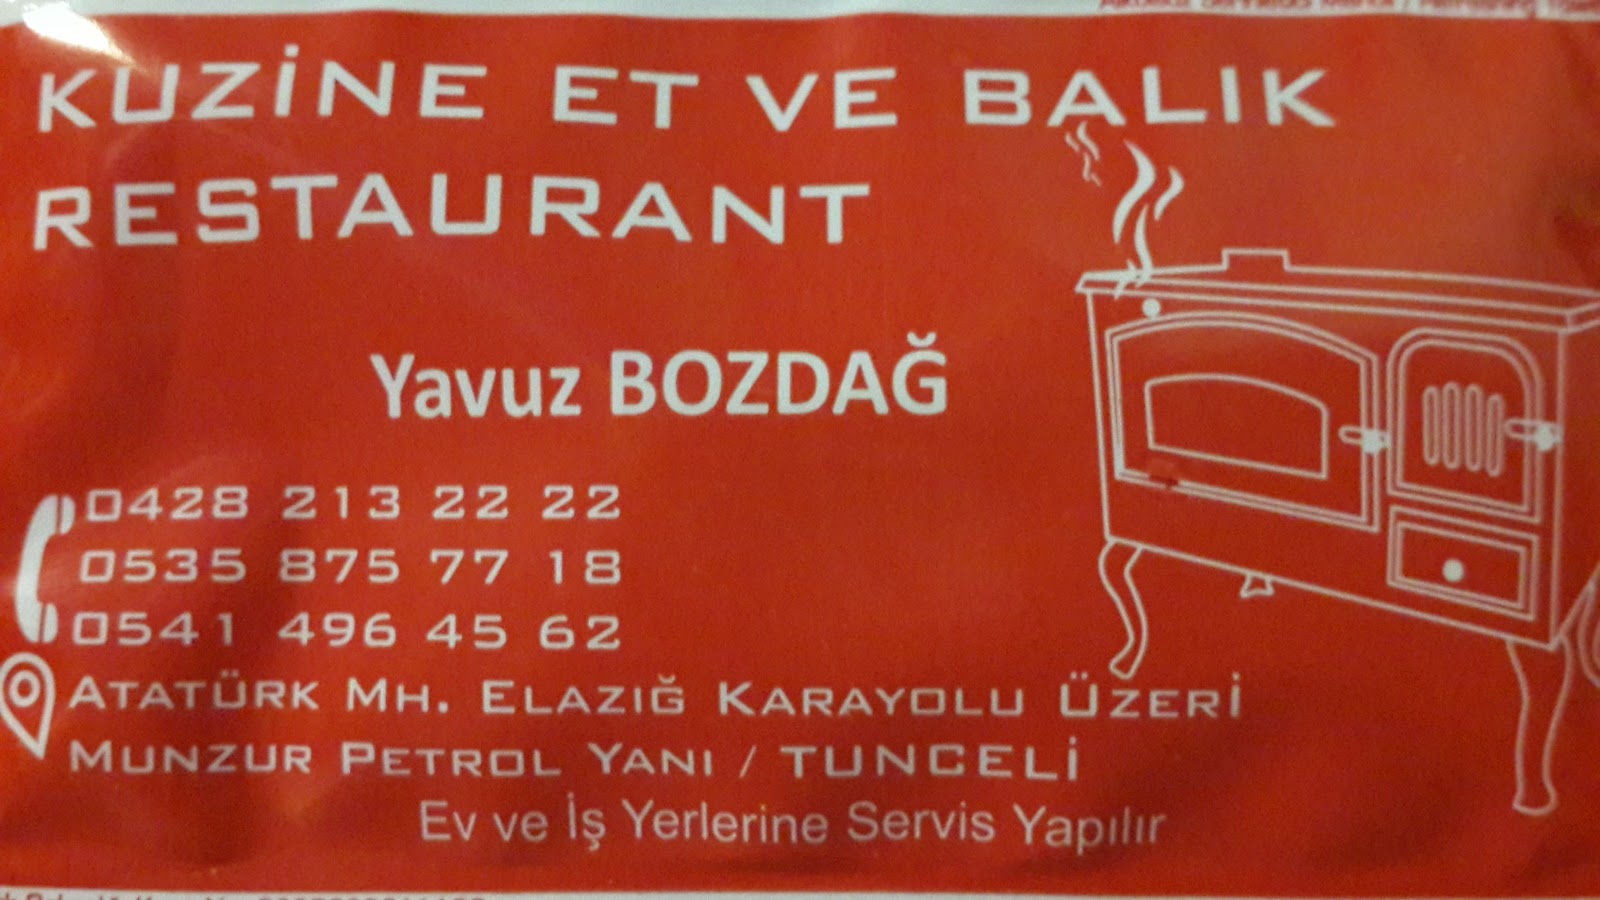 KUZİNE ET VE BALIK
RESTAURANT
Yavuz BOZDAĞ
0428 213 22 22
0535 875 77 18
0541 496 45 62
ATATÜRK MH. ELAZIĞ KARAYOLU ÜZERİ
MUNZUR PETROL YANI / TUNCELİ
Ev ve İş Yerlerine Servis Yapılır